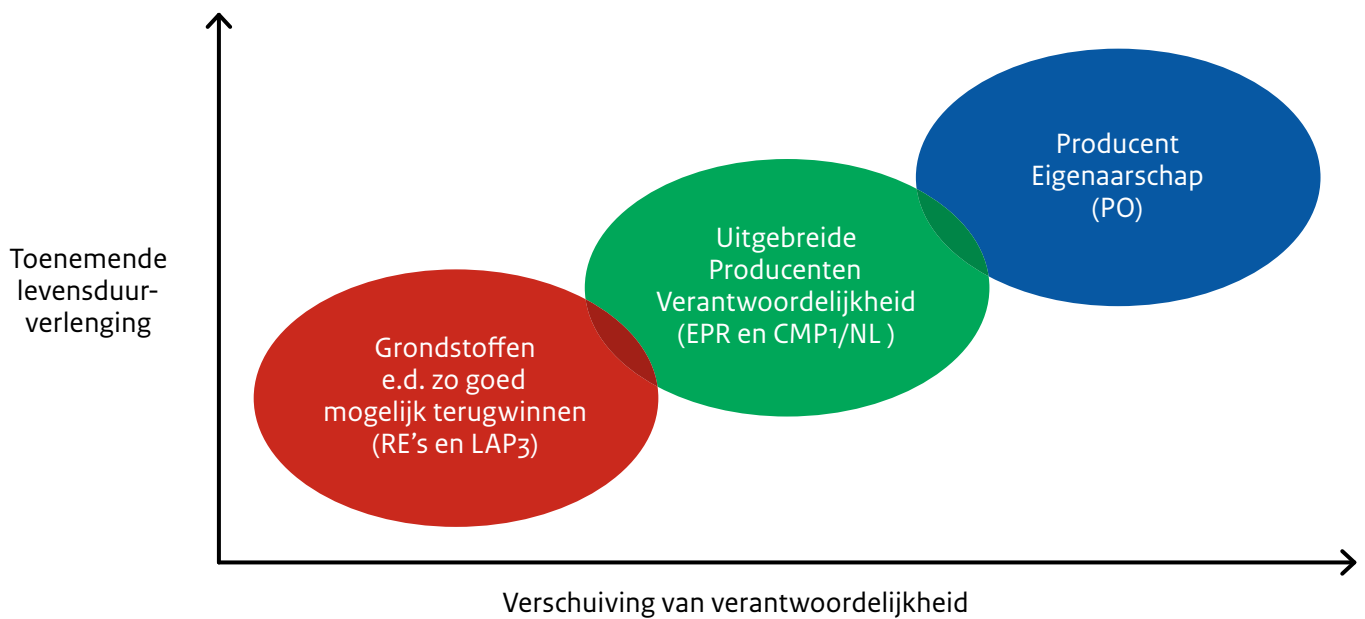 Producent
Eigenaarschap
(PO)
Uitgebreide
Producenten
Verantwoordelijkheid
(EPR en CMP1/NL )
Toenemende
levensduur-
verlenging
Grondstoffen
e.d. zo goed
mogelijk terugwinnen
(RE's en LAP3)
Verschuiving van verantwoordelijkheid